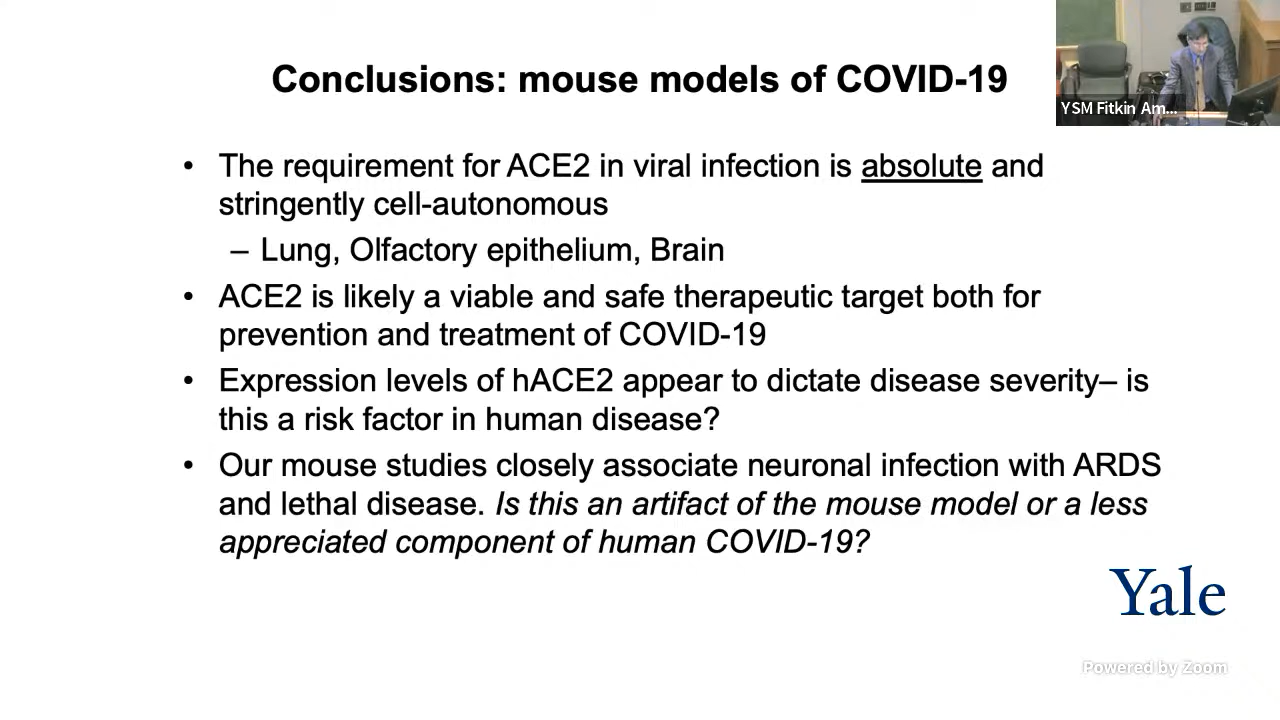 Conclusions: mouse models of COVID-19
YSM Fitkin Am...
• The requirement for ACE2 in viral infection is absolute and
stringently cell-autonomous
– Lung, Olfactory epithelium, Brain
• ACE2 is likely a viable and safe therapeutic target both for
prevention and treatment of COVID-19
• Expression levels of hACE2 appear to dictate disease severity– is
this a risk factor in human disease?
• Our mouse studies closely associate neuronal infection with ARDS
and lethal disease. Is this an artifact of the mouse model or a less
appreciated component of human COVID-19?
Yale
Powered by Zoom